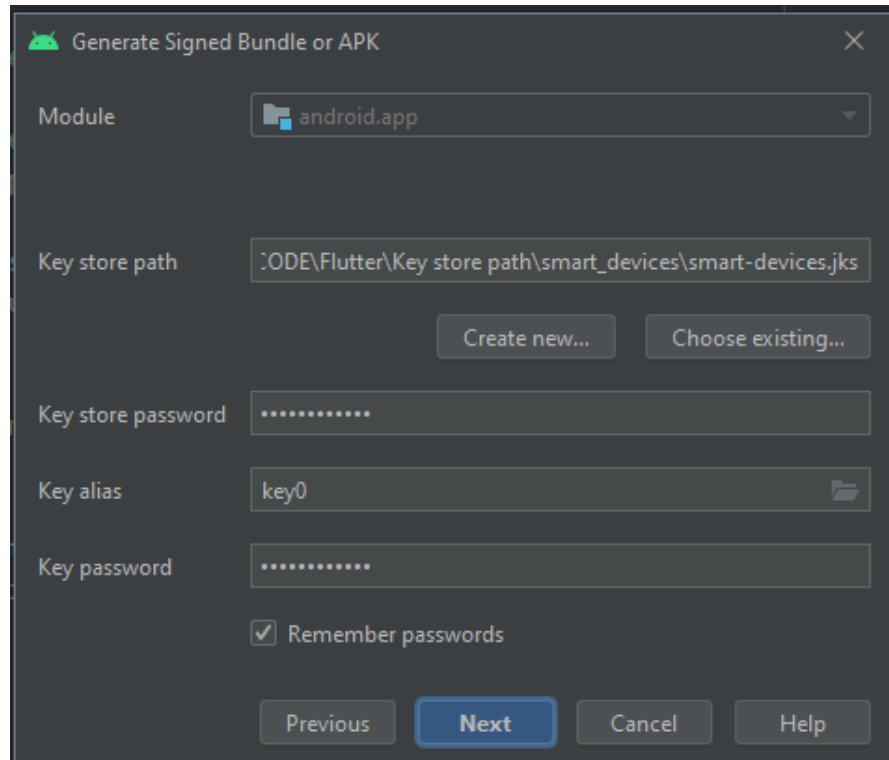 Generate Signed Bundle or APK
Module
android.app
Key store path
:ODE\Flutter\Key store path\smart_devices\smart-devices.jks
Create new...
Choose existing...
Key store password
••••••••••••
Key alias
key0
Key password
••••••••••••
Remember passwords
Previous
Next
Cancel
Help